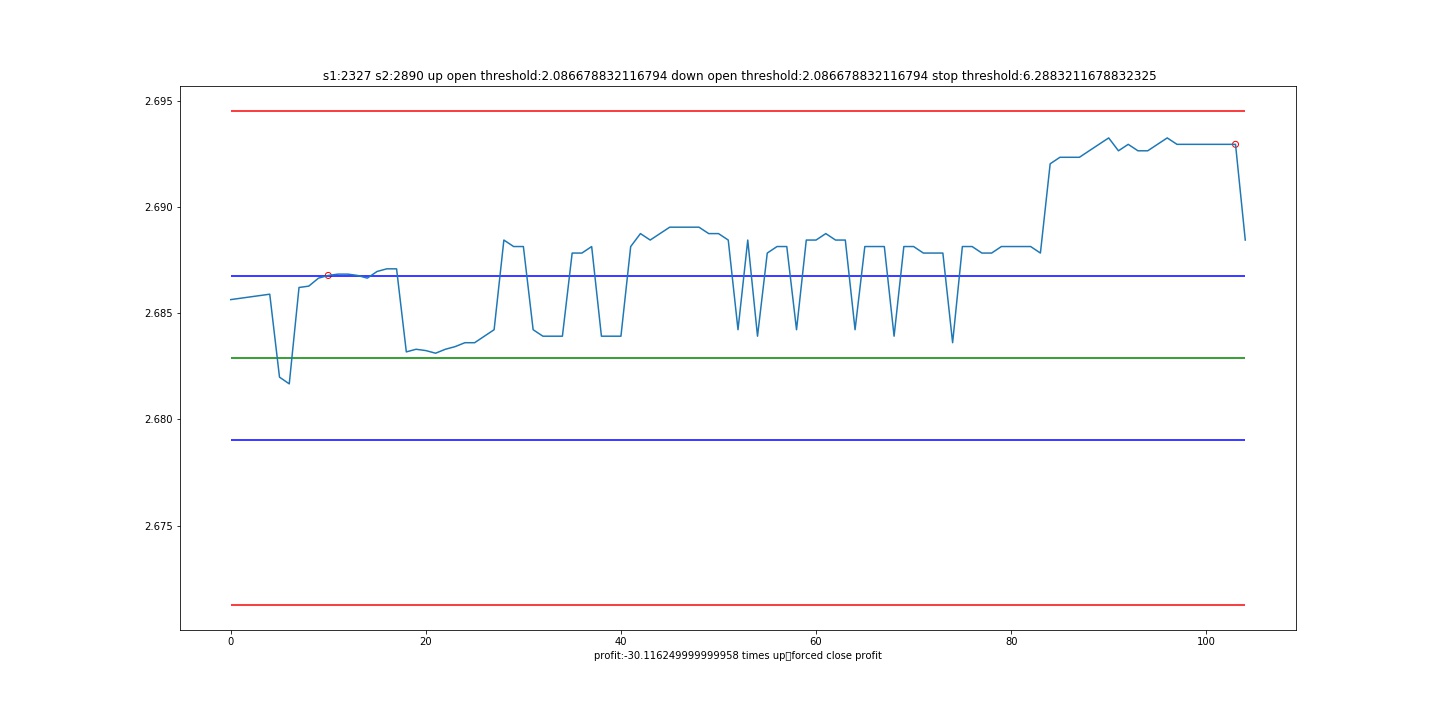 s1:2327 s2:2890 up open threshold:2.086678832116794 down open threshold:2.086678832116794 stop threshold:6.2883211678832325
2.695
2.690
2.685
2.680
2.675
0 20 40 60 80 100
profit:-30.116249999999958 times up▯forced close profit